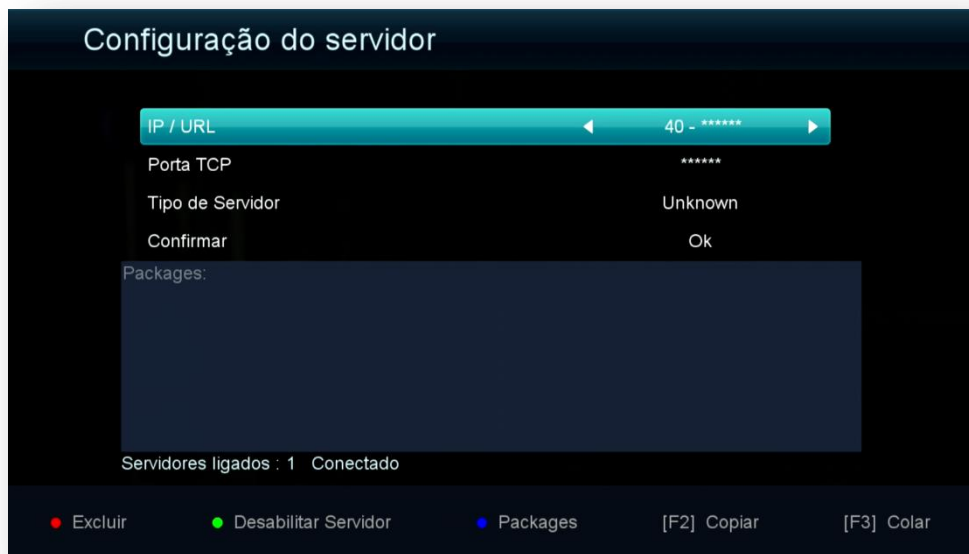 Configuração do servidor
IP / URL 40 - ******
Porta TCP ******
Tipo de Servidor Unknown
Confirmar Ok
Packages:
Servidores ligados : 1 Conectado
Excluir Desabilitar Servidor Packages [F2] Copiar [F3] Colar